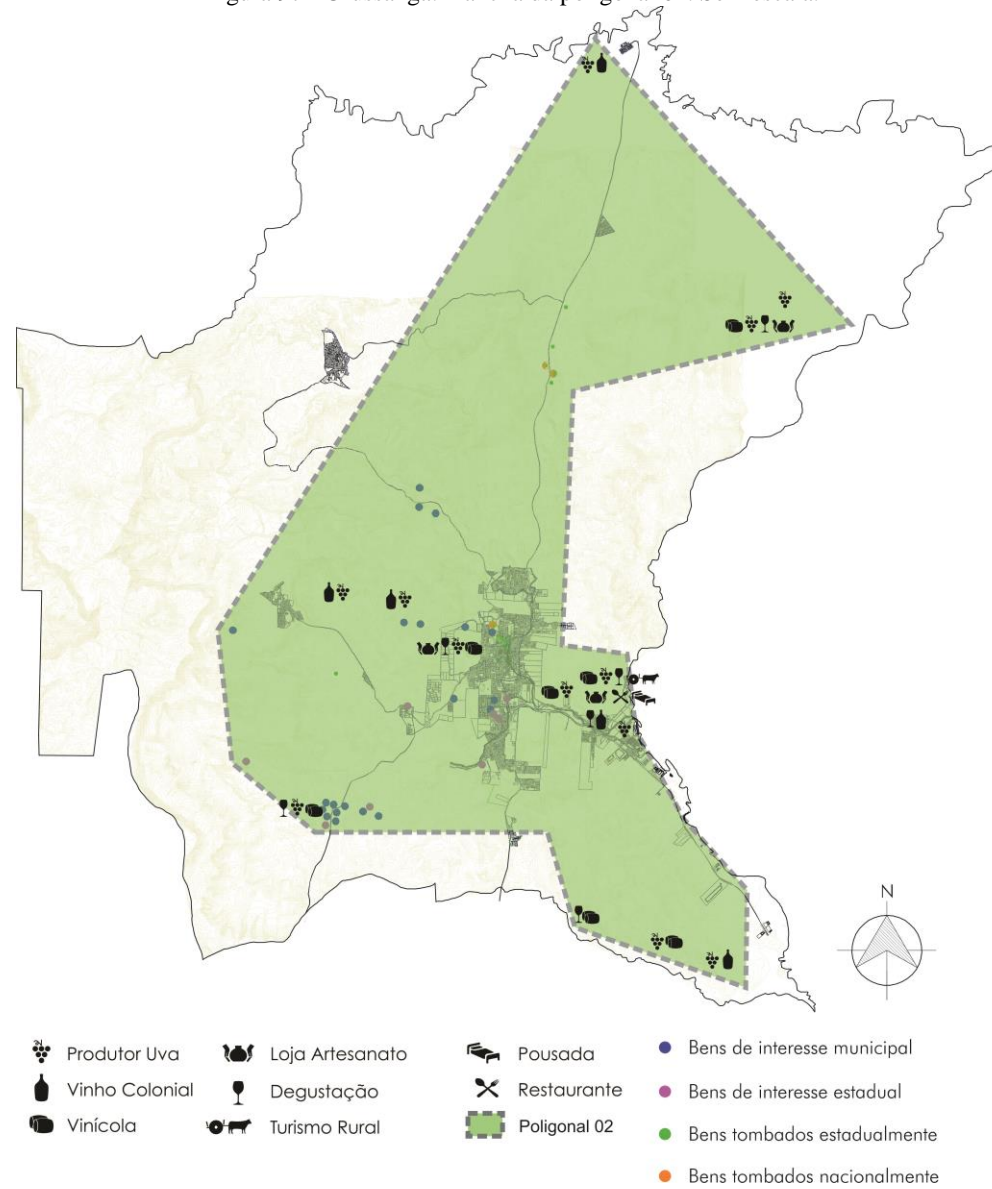 N
Produtor Uva
Loja Artesanato
Pousada
Bens de interesse municipal
Vinho Colonial
Degustação
Restaurante
Bens de interesse estadual
Vinícola
Turismo Rural
Poligonal 02
Bens tombados estadualmente
Bens tombados nacionalmente